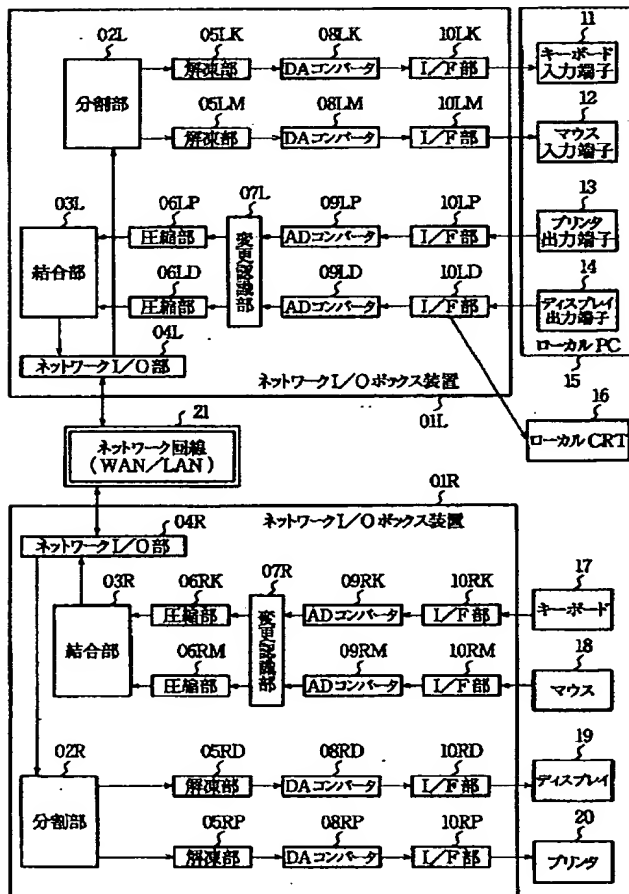 02L 05LK 08LK 10LK 11
分割部 解凍部 DAコンバータ I/F部 キーボード
入力端子
05LM 08LM 10LM 12
解凍部 DAコンバータ I/F部 マウス
入力端子
03L 06LP 07L 09LP 10LP 13
結合部 圧縮部 変更認識部 ADコンバータ I/F部 プリンタ
出力端子
06LD 09LD 10LD 14
圧縮部 ADコンバータ I/F部 ディスプレイ
出力端子
04L ローカルPC
ネットワークI/O部 15
ネットワークI/Oボックス装置
21 01L 16
ネットワーク回線 ローカルCRT
(WAN/LAN)
01R
04R ネットワークI/Oボックス装置
ネットワークI/O部
03R 06RK 07R 09RK 10RK 17
結合部 圧縮部 変更認識部 ADコンバータ I/F部 キーボード
06RM 09RM 10RM 18
圧縮部 ADコンバータ I/F部 マウス
02R 05RD 08RD 10RD 19
分割部 解凍部 DAコンバータ I/F部 ディスプレイ
05RP 08RP 10RP 20
解凍部 DAコンバータ I/F部 プリンタ